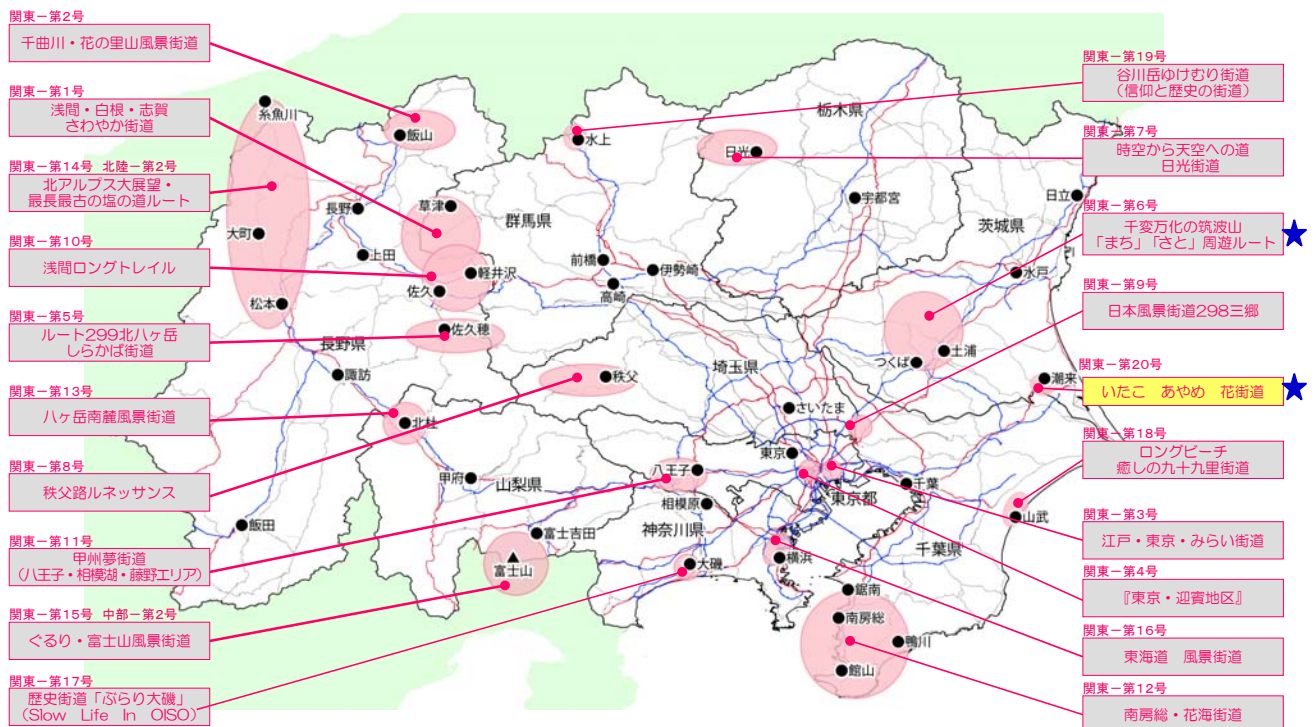 関東－第2号
千曲川・花の里山風景街道
関東－第1号
浅間・白根・志賀
さわやか街道
関東－第14号 北陸－第2号
北アルプス大展望・
最長最古の塩の道ルート
関東－第10号
浅間ロングトレイル
関東－第5号
ルート299北八ヶ岳
しらかば街道
関東－第13号
八ヶ岳南麓風景街道
関東－第8号
秩父路ルネッサンス
関東－第11号
甲州夢街道
（八王子・相模湖・藤野エリア）
関東－第15号 中部－第2号
ぐるり・富士山風景街道
関東－第17号
歴史街道「ぶらり大磯」
（Slow Life In OISO）
糸魚川
飯山
水上
日光
栃木県
宇都宮
日立
茨城県
水戸
長野
草津
群馬県
大町
上田
前橋
伊勢崎
軽井沢
佐久
高崎
松本
佐久穂
長野県
諏訪
秩父
埼玉県
つくば
土浦
潮来
さいたま
北杜
甲府
山梨県
八王子
東京
東京都
千葉
相模原
山武
飯田
富士吉田
神奈川県
千葉県
富士山
大磯
横浜
鋸南
南房総
鴨川
館山
関東－第19号
谷川岳ゆけむり街道
（信仰と歴史の街道）
関東－第7号
時空から天空への道
日光街道
関東－第6号
千変万化の筑波山
「まち」「さと」周遊ルート
関東－第9号
日本風景街道298三郷
関東－第20号
いたこ　あやめ　花街道
関東－第18号
ロングビーチ
癒しの九十九里街道
関東－第3号
江戸・東京・みらい街道
関東－第4号
『東京・迎賓地区』
関東－第16号
東海道　風景街道
関東－第12号
南房総・花海街道